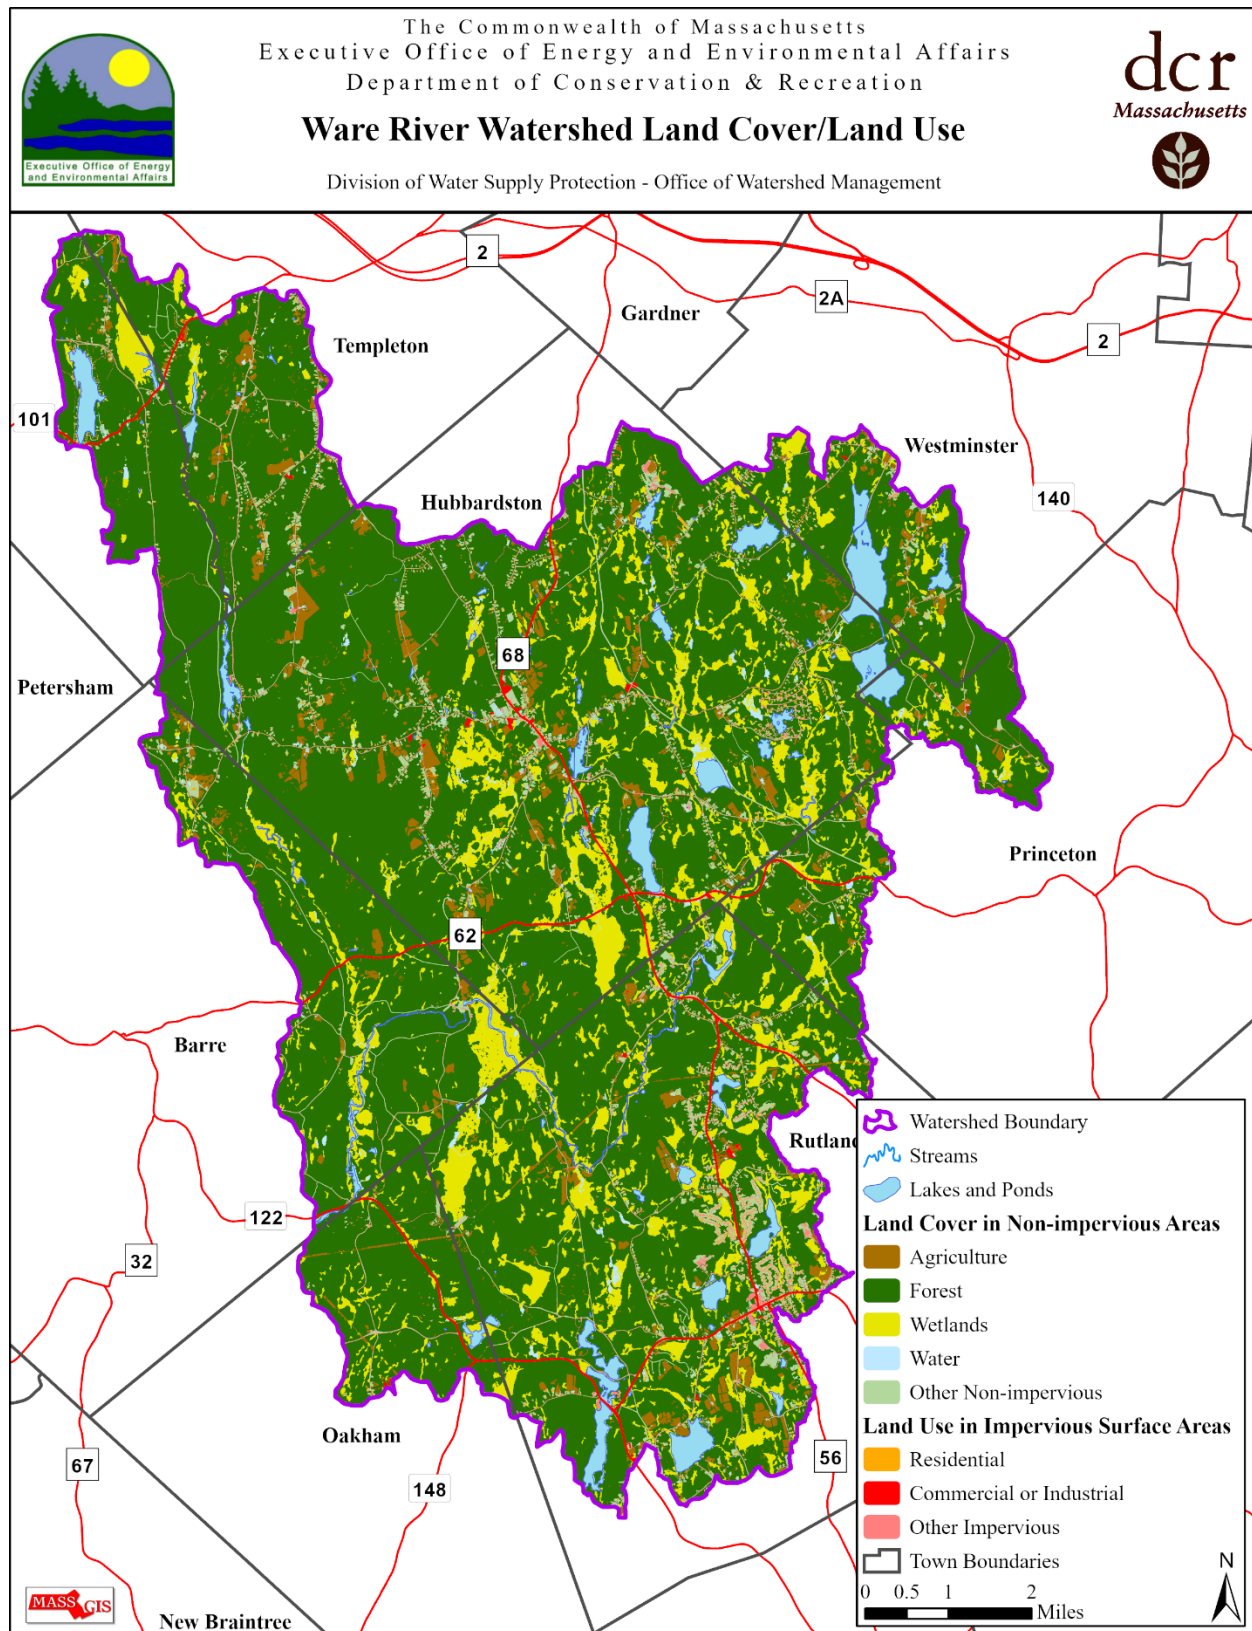 The Commonwealth of Massachusetts
Executive Office of Energy and Environmental Affairs
Department of Conservation & Recreation
Ware River Watershed Land Cover/Land Use
Division of Water Supply Protection - Office of Watershed Management
Executive Office of Energy
and Environmental Affairs
dcr
Massachusetts
2
2A
2
Gardner
Templeton
101
Westminster
140
Hubbardston
68
Petersham
Princeton
62
Barre
Rutland
122
32
Oakham
67
148
56
New Braintree
Watershed Boundary
Streams
Lakes and Ponds
Land Cover in Non-impervious Areas
Agriculture
Forest
Wetlands
Water
Other Non-impervious
Land Use in Impervious Surface Areas
Residential
Commercial or Industrial
Other Impervious
Town Boundaries
N
0 0.5 1 2
Miles
MASS GIS